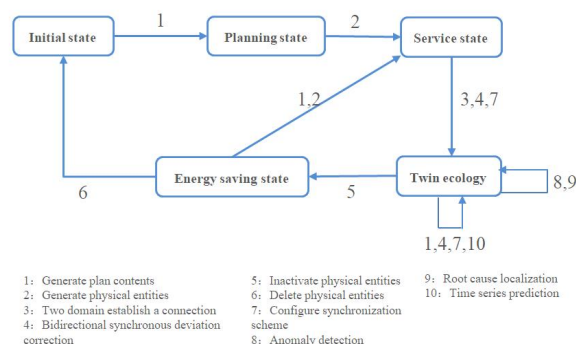 1
2
Initial state
Planning state
Service state
1,2
3,4,7
6
Energy saving state
5
Twin ecology
8,9
1,4,7,10
1：Generate plan contents
2：Generate physical entities
3：Two domain establish a connection
4：Bidirectional synchronous deviation
correction
5：Inactivate physical entities
6：Delete physical entities
7：Configure synchronization
scheme
8：Anomaly detection
9：Root cause localization
10：Time series prediction